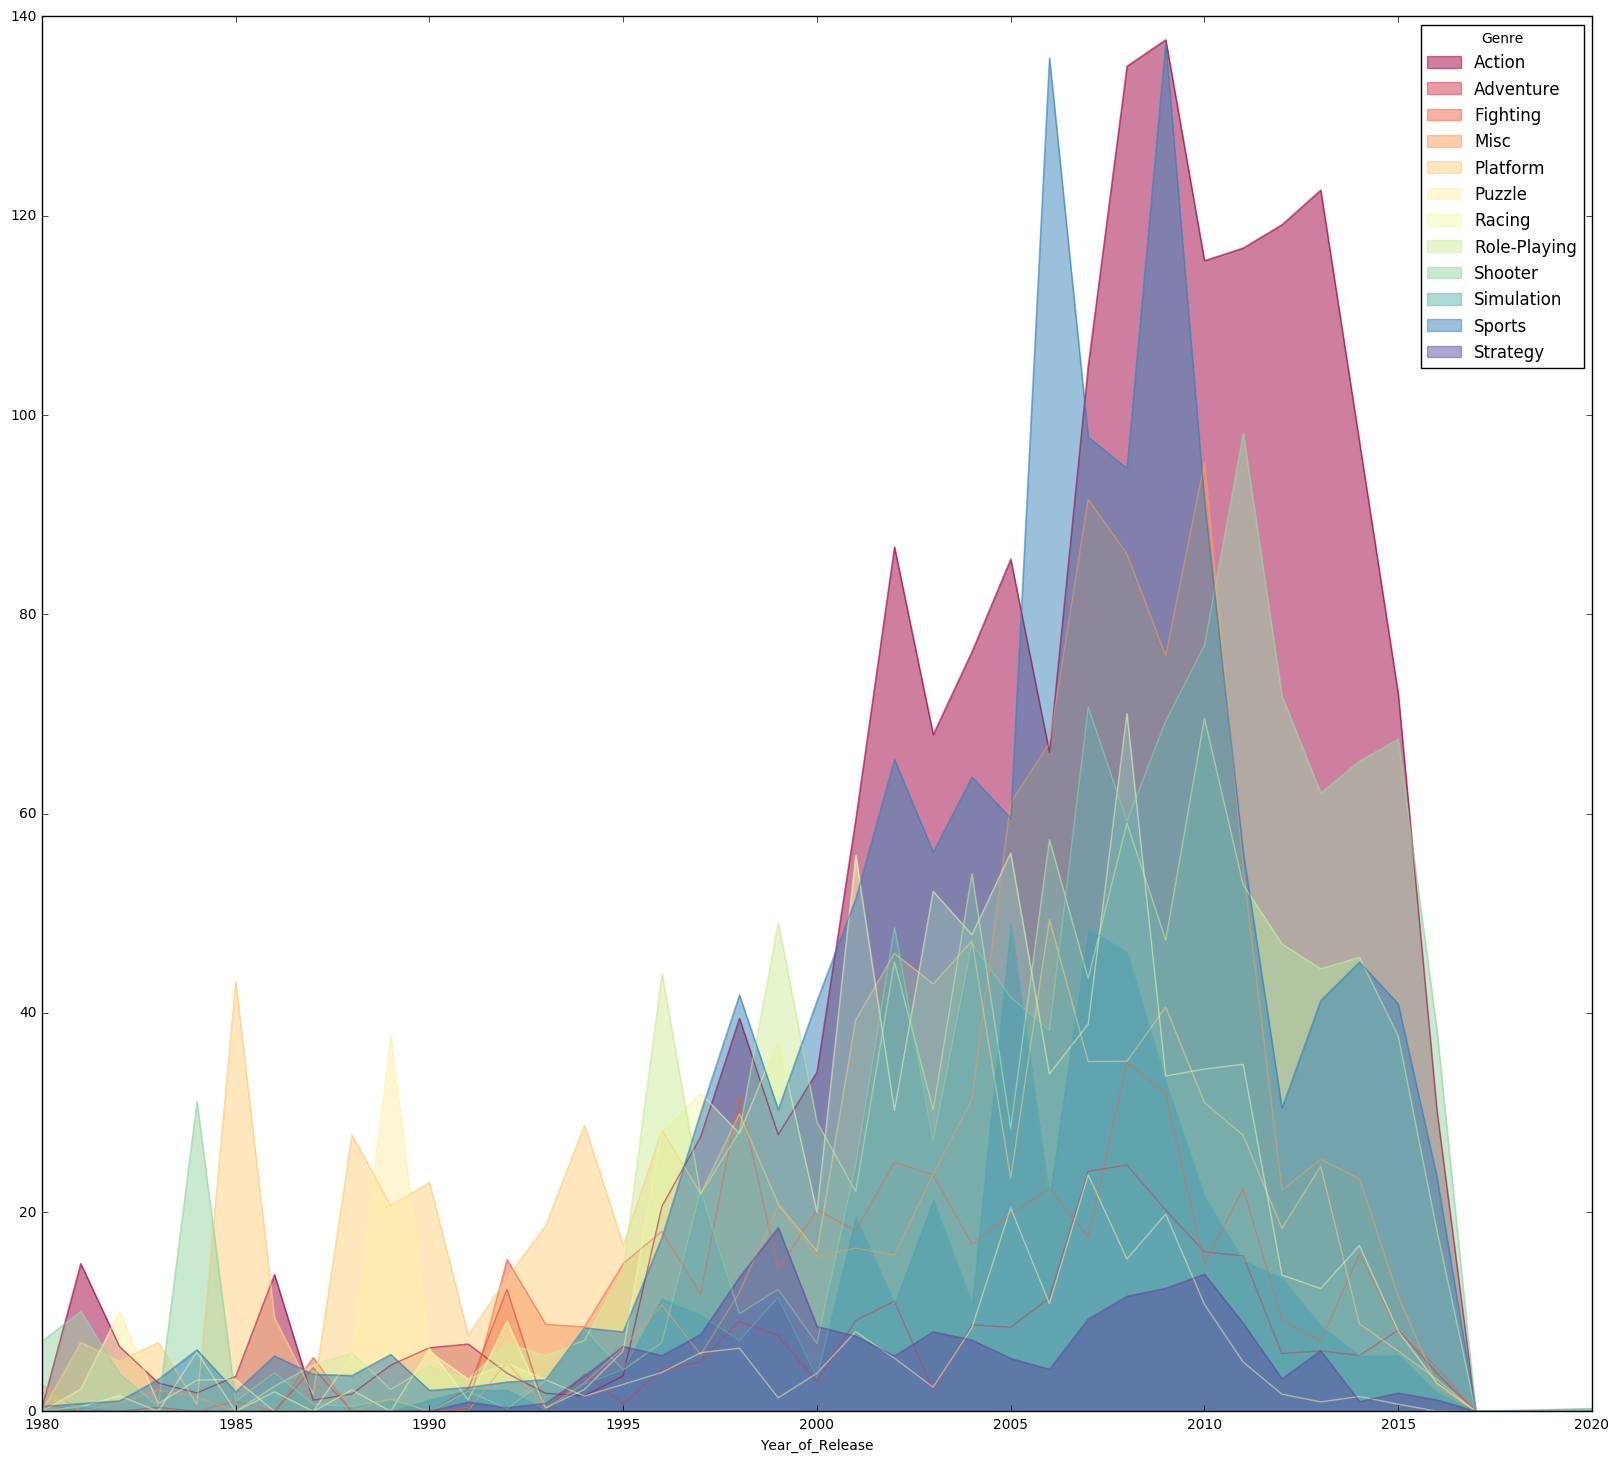 140
120
100
80
60
40
20
0
1980 1985 1990 1995 2000 2005 2010 2015 2020
Year_of_Release
Genre
Action
Adventure
Fighting
Misc
Platform
Puzzle
Racing
Role-Playing
Shooter
Simulation
Sports
Strategy